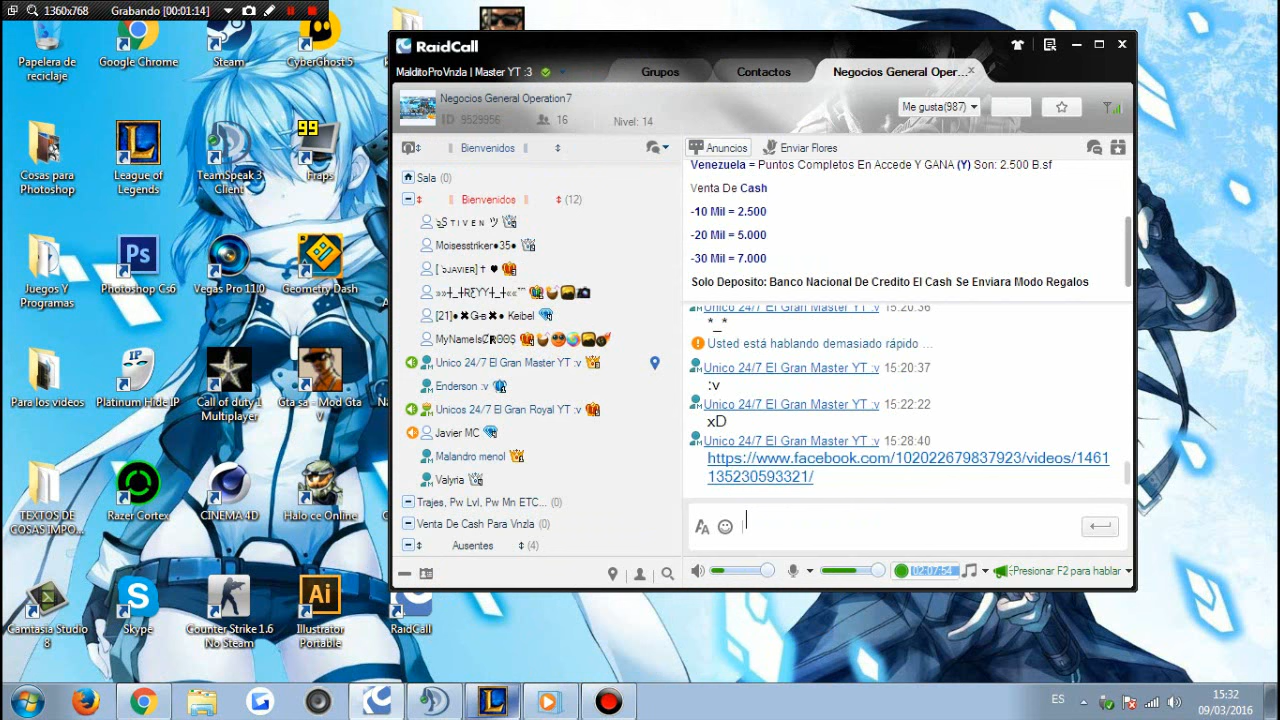 1360x768 Grabando [00:01:14]
Papelera de reciclaje
Google Chrome
Steam
CyberGhost 5
Cosas para Photoshop
League of Legends
TeamSpeak 3 Client
99
Fraps
Juegos Y Programas
Ps
Photoshop Cs6
Vegas Pro 11.0
Geometry Dash
Para los videos
IP
Platinum Hide IP
Call of duty 1 Multiplayer
Gta sa - Mod Gta V
TEXTOS DE COSAS IMPO...
Razer Cortex
CINEMA 4D
Halo ce Online
Camtasia Studio 8
Skype
Counter Strike 1.6 No Steam
Ai
Illustrator Portable
RaidCall
RaidCall
MalditoProVnzla | Master YT :3
Grupos
Contactos
Negocios General Oper...
Negocios General Operation7
ID 9529956 16 Nivel: 14
Me gusta(987)
Bienvenidos
Sala (0)
Bienvenidos (12)
Moisesstriker●35●
Keibel
Unico 24/7 El Gran Master YT :v
Enderson :v
Unicos 24/7 El Gran Royal YT :v
Javier MC
Malandro menol
Valyria
Trajes, Pw Lvl, Pw Mn ETC... (0)
Venta De Cash Para Vnzla (0)
Ausentes (4)
Anuncios
Enviar Flores
Venezuela = Puntos Completos En Accede Y GANA (Y) Son: 2.500 B.sf
Venta De Cash
-10 Mil = 2.500
-20 Mil = 5.000
-30 Mil = 7.000
Solo Deposito: Banco Nacional De Credito El Cash Se Enviara Modo Regalos
Unico 24/7 El Gran Master YT :v 15:20:36
*_*
Usted está hablando demasiado rápido ...
Unico 24/7 El Gran Master YT :v 15:20:37
:v
Unico 24/7 El Gran Master YT :v 15:22:22
xD
Unico 24/7 El Gran Master YT :v 15:28:40
https://www.facebook.com/102022679837923/videos/1461
135230593321/
02:07:54
Presionar F2 para hablar
ES
15:32
09/03/2016